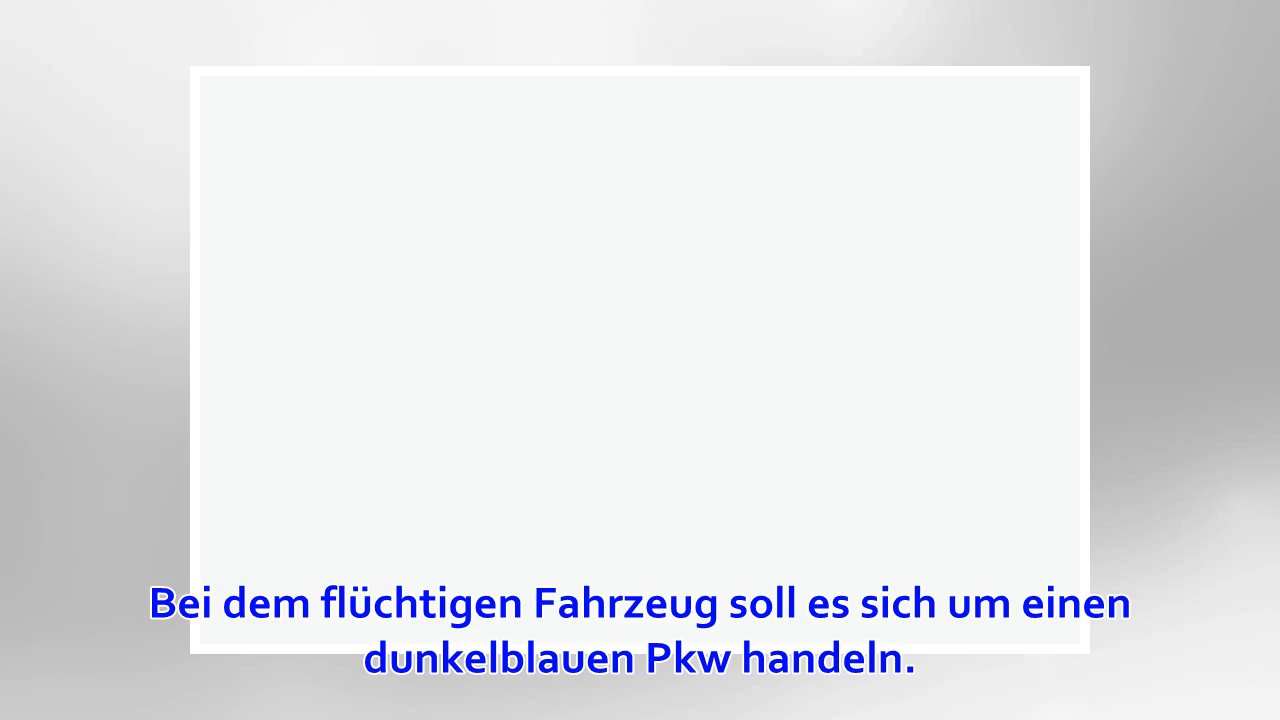 Bei dem flüchtigen Fahrzeug soll es sich um einen
dunkelblauen Pkw handeln.